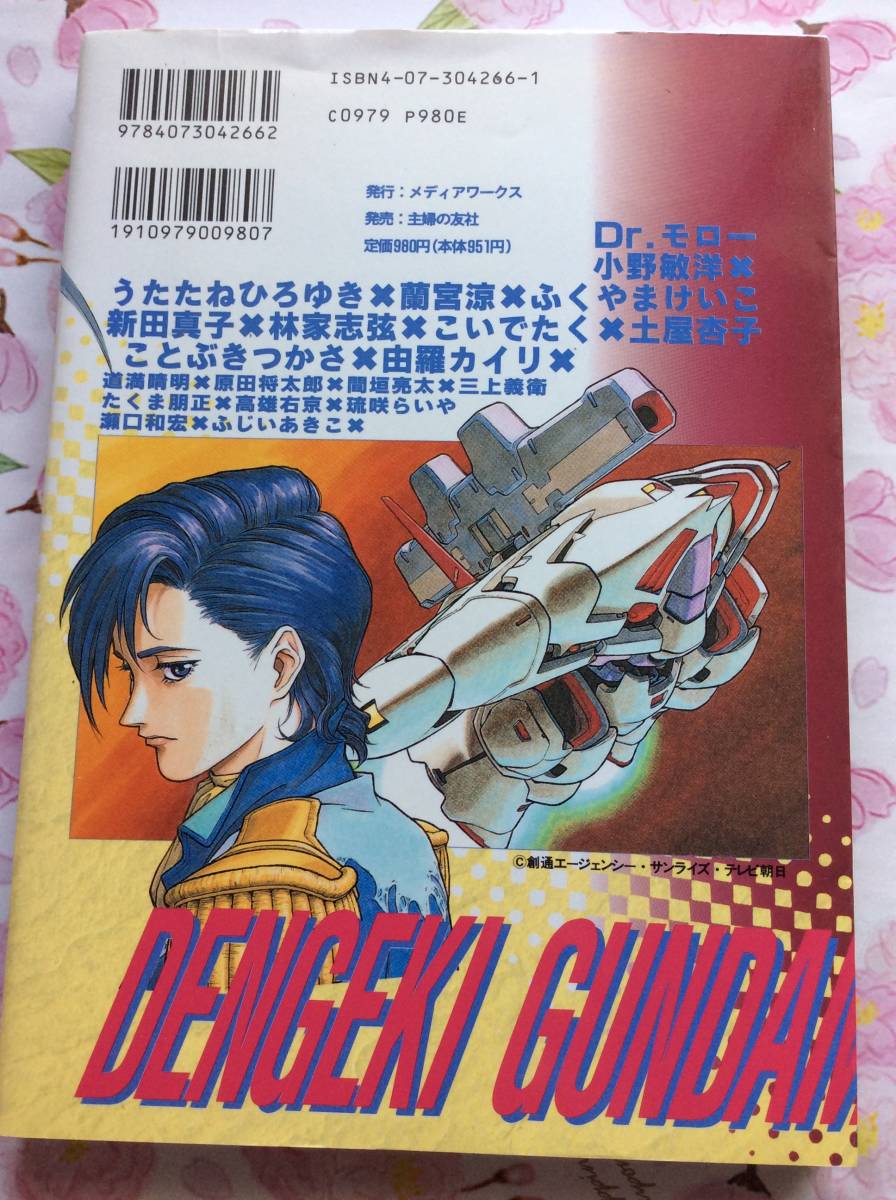 ISBN4-07-304266-1
C0979 P980E
9784073042662
1910979009807
発行：メディアワークス
発売：主婦の友社
定価980円（本体951円）
Dr.モロー
小野敏洋×
うたたねひろゆき×蘭宮涼×ふくやまけいこ
新田真子×林家志弦×こいでたく×土屋杏子
ことぶきつかさ×由羅カイリ×
道満晴明×原田将太郎×間垣亮太×三上義衛
たくま朋正×高雄右京×琉咲らいや
瀬口和宏×ふじいあきこ×
©創通エージェンシー・サンライズ・テレビ朝日
DENGEKI GUNDAM